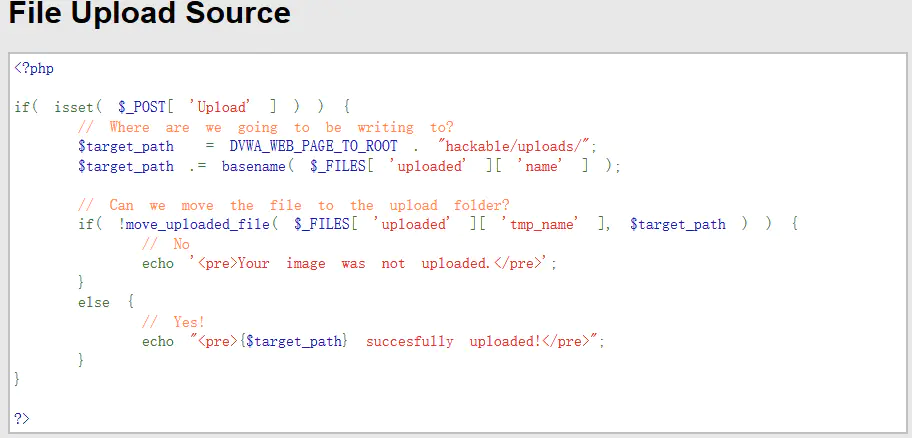 File Upload Source
<?php
if( isset( $_POST[ 'Upload' ] ) ) {
// Where are we going to be writing to?
$target_path = DVWA_WEB_PAGE_TO_ROOT . "hackable/uploads/";
$target_path .= basename( $_FILES[ 'uploaded' ][ 'name' ] );
// Can we move the file to the upload folder?
if( !move_uploaded_file( $_FILES[ 'uploaded' ][ 'tmp_name' ], $target_path ) ) {
// No
echo '<pre>Your image was not uploaded.</pre>';
}
else {
// Yes!
echo "<pre>{$target_path} succesfully uploaded!</pre>";
}
}
?>